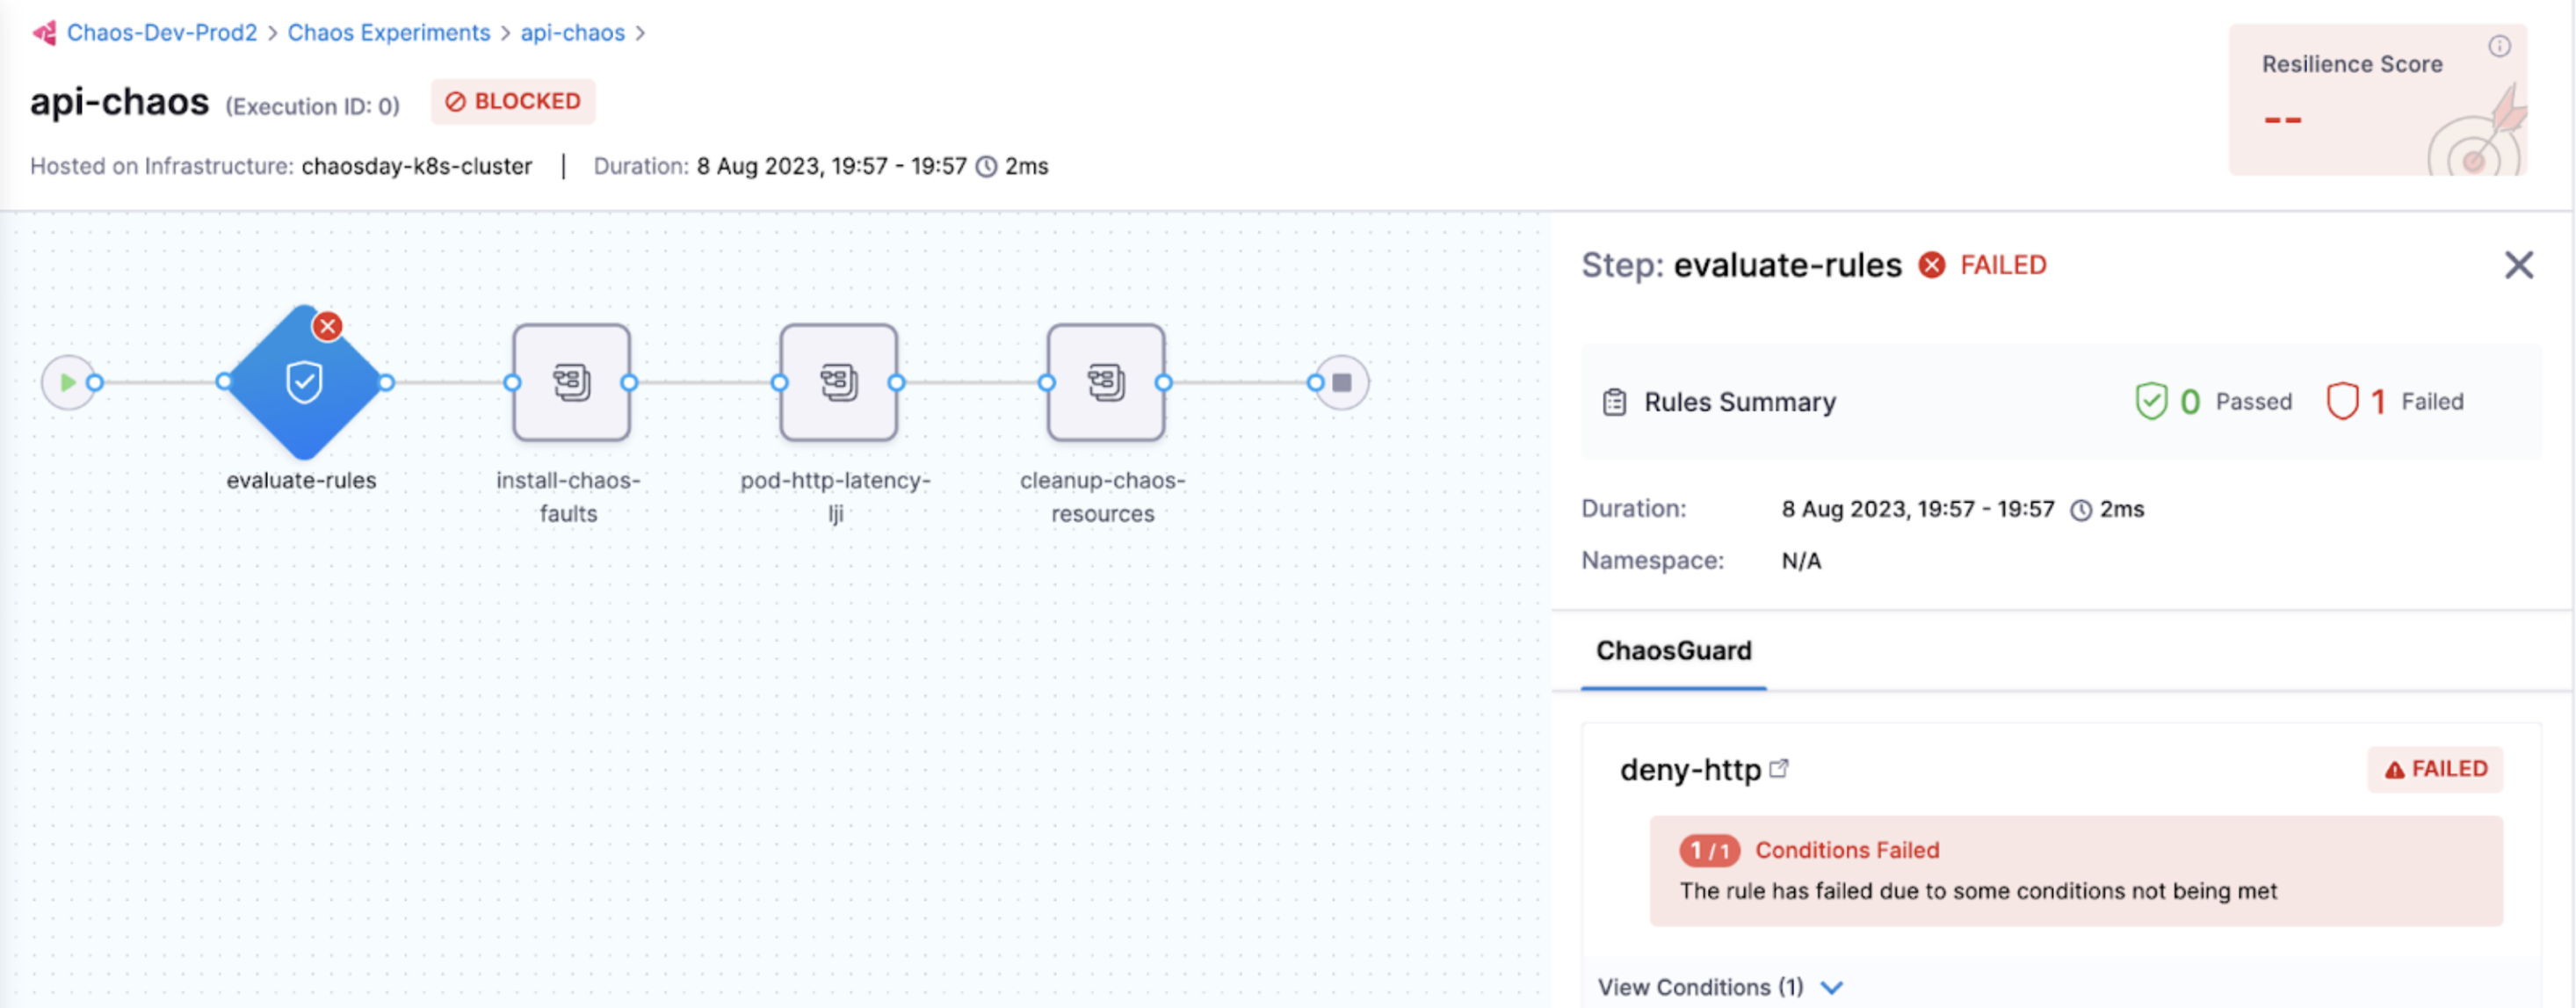 Chaos-Dev-Prod2 > Chaos Experiments > api-chaos >
api-chaos (Execution ID: 0) BLOCKED
Hosted on Infrastructure: chaosday-k8s-cluster | Duration: 8 Aug 2023, 19:57 - 19:57 2ms
Resilience Score
--
evaluate-rules
install-chaos-
faults
pod-http-latency-
lji
cleanup-chaos-
resources
Step: evaluate-rules FAILED
Rules Summary 0 Passed 1 Failed
Duration: 8 Aug 2023, 19:57 - 19:57 2ms
Namespace: N/A
ChaosGuard
deny-http FAILED
1/1 Conditions Failed
The rule has failed due to some conditions not being met
View Conditions (1)